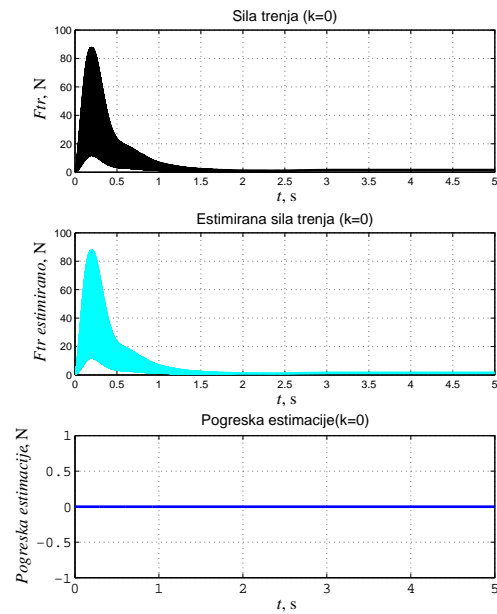 Sila trenja (k=0)
100
80
60
40
20
0
Ftr, N
0 0.5 1 1.5 2 2.5 3 3.5 4 4.5 5
t, s
Estimirana sila trenja (k=0)
100
80
60
40
20
0
Ftr estimirano, N
0 0.5 1 1.5 2 2.5 3 3.5 4 4.5 5
t, s
Pogreska estimacije(k=0)
1
0.5
0
−0.5
−1
Pogreska estimacije, N
0 1 2 3 4 5
t, s